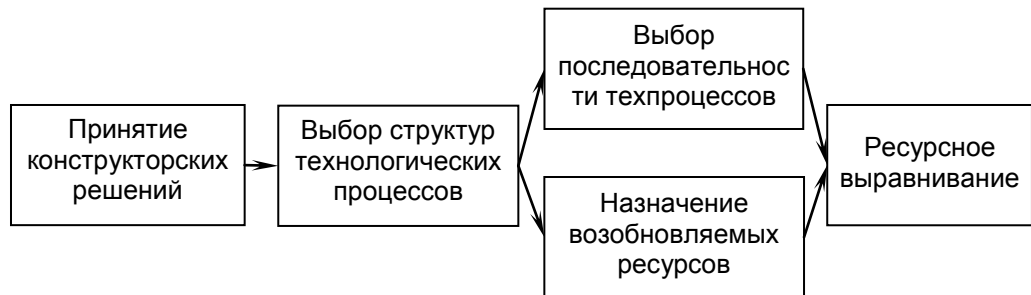 Принятие
конструкторских
решений
Выбор структур
технологических
процессов
Выбор
последовательнос
ти техпроцессов
Назначение
возобновляемых
ресурсов
Ресурсное
выравнивание